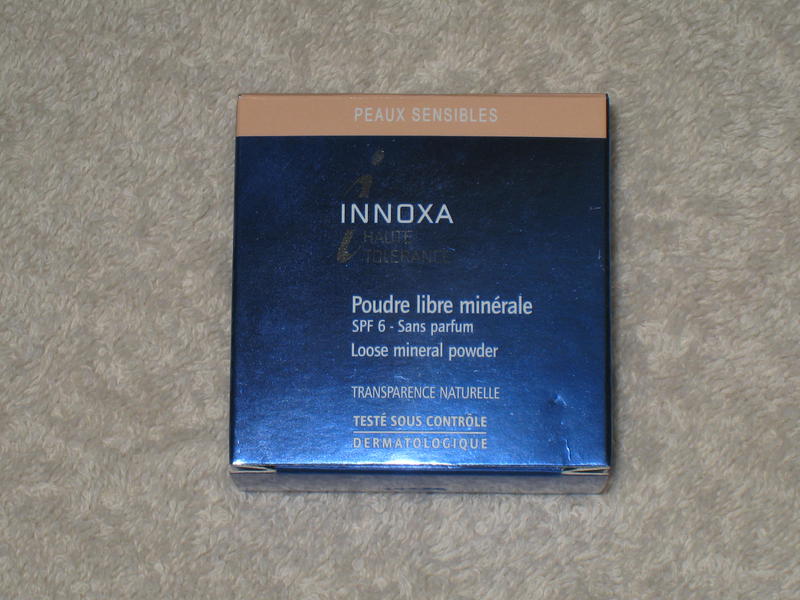 PEAUX SENSIBLES
i
INNOXA
HAUTE
TOLERANCE
Poudre libre minérale
SPF 6 - Sans parfum
Loose mineral powder
TRANSPARENCE NATURELLE
TESTÉ SOUS CONTRÔLE
DERMATOLOGIQUE